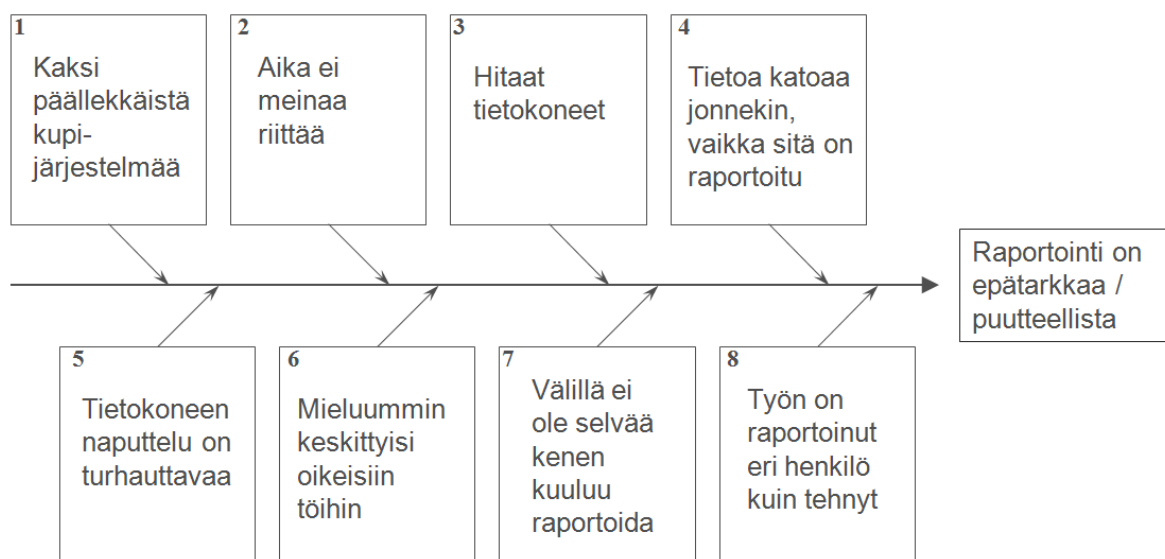 1
Kaksi
päällekkäistä
kupi-
järjestelmää
2
Aika ei
meinaa
riittää
3
Hitaat
tietokoneet
4
Tietoa katoaa
jonnekin,
vaikka sitä on
raportoitu
Raportointi on
epätarkkaa /
puutteellista
5
Tietokoneen
naputtelu on
turhauttavaa
6
Mieluummin
keskittyisi
oikeisiin
töihin
7
Välillä ei
ole selvää
kenen
kuuluu
raportoida
8
Työn on
raportoinut
eri henkilö
kuin tehnyt